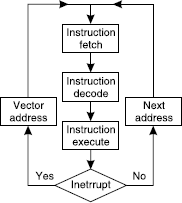 Instruction
fetch
Instruction
decode
Vector
address
Next
address
Instruction
execute
Yes
Inetrrupt
No